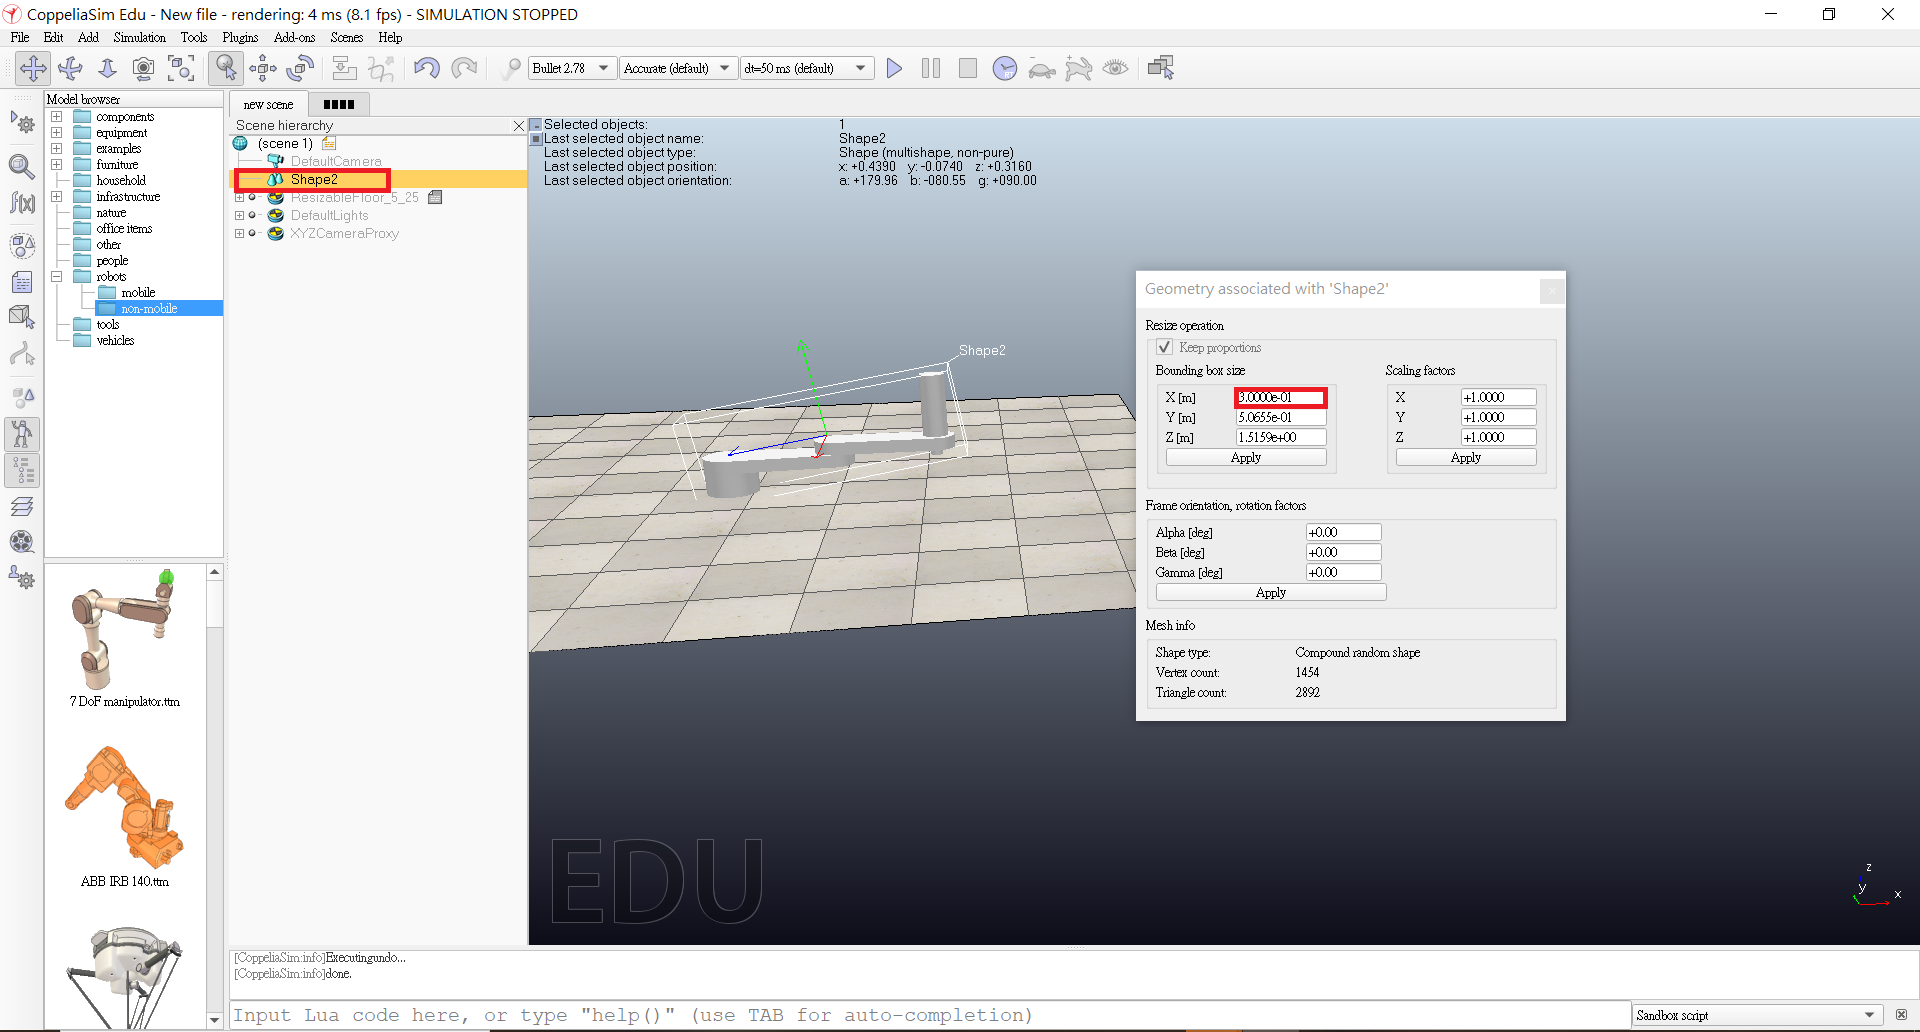 CoppeliaSim Edu - New file - rendering: 4 ms (8.1 fps) - SIMULATION STOPPED
File Edit Add Simulation Tools Plugins Add-ons Scenes Help
Bullet 2.78 Accurate (default) dt=50 ms (default)
RT
Model browser
components
equipment
examples
furniture
household
infrastructure
nature
office items
other
people
robots
mobile
non-mobile
tools
vehicles
7 DoF manipulator.ttm
ABB IRB 140.ttm
new scene
Scene hierarchy
(scene 1)
DefaultCamera
Shape2
ResizableFloor_5_25
DefaultLights
XYZCameraProxy
Selected objects: 1
Last selected object name: Shape2
Last selected object type: Shape (multishape, non-pure)
Last selected object position: x: +0.4390 y: -0.0740 z: +0.3160
Last selected object orientation: a: +179.96 b: -080.55 g: +090.00
Shape2
Geometry associated with 'Shape2'
Resize operation
Keep proportions
Bounding box size Scaling factors
X [m] 3.0000e-01 X +1.0000
Y [m] 5.0655e-01 Y +1.0000
Z [m] 1.5159e+00 Z +1.0000
Apply Apply
Frame orientation, rotation factors
Alpha [deg] +0.00
Beta [deg] +0.00
Gamma [deg] +0.00
Apply
Mesh info
Shape type: Compound random shape
Vertex count: 1454
Triangle count: 2892
EDU
z
y
x
[CoppeliaSim:info]Executingundo...
[CoppeliaSim:info]done.
Input Lua code here, or type "help()" (use TAB for auto-completion)
Sandbox script